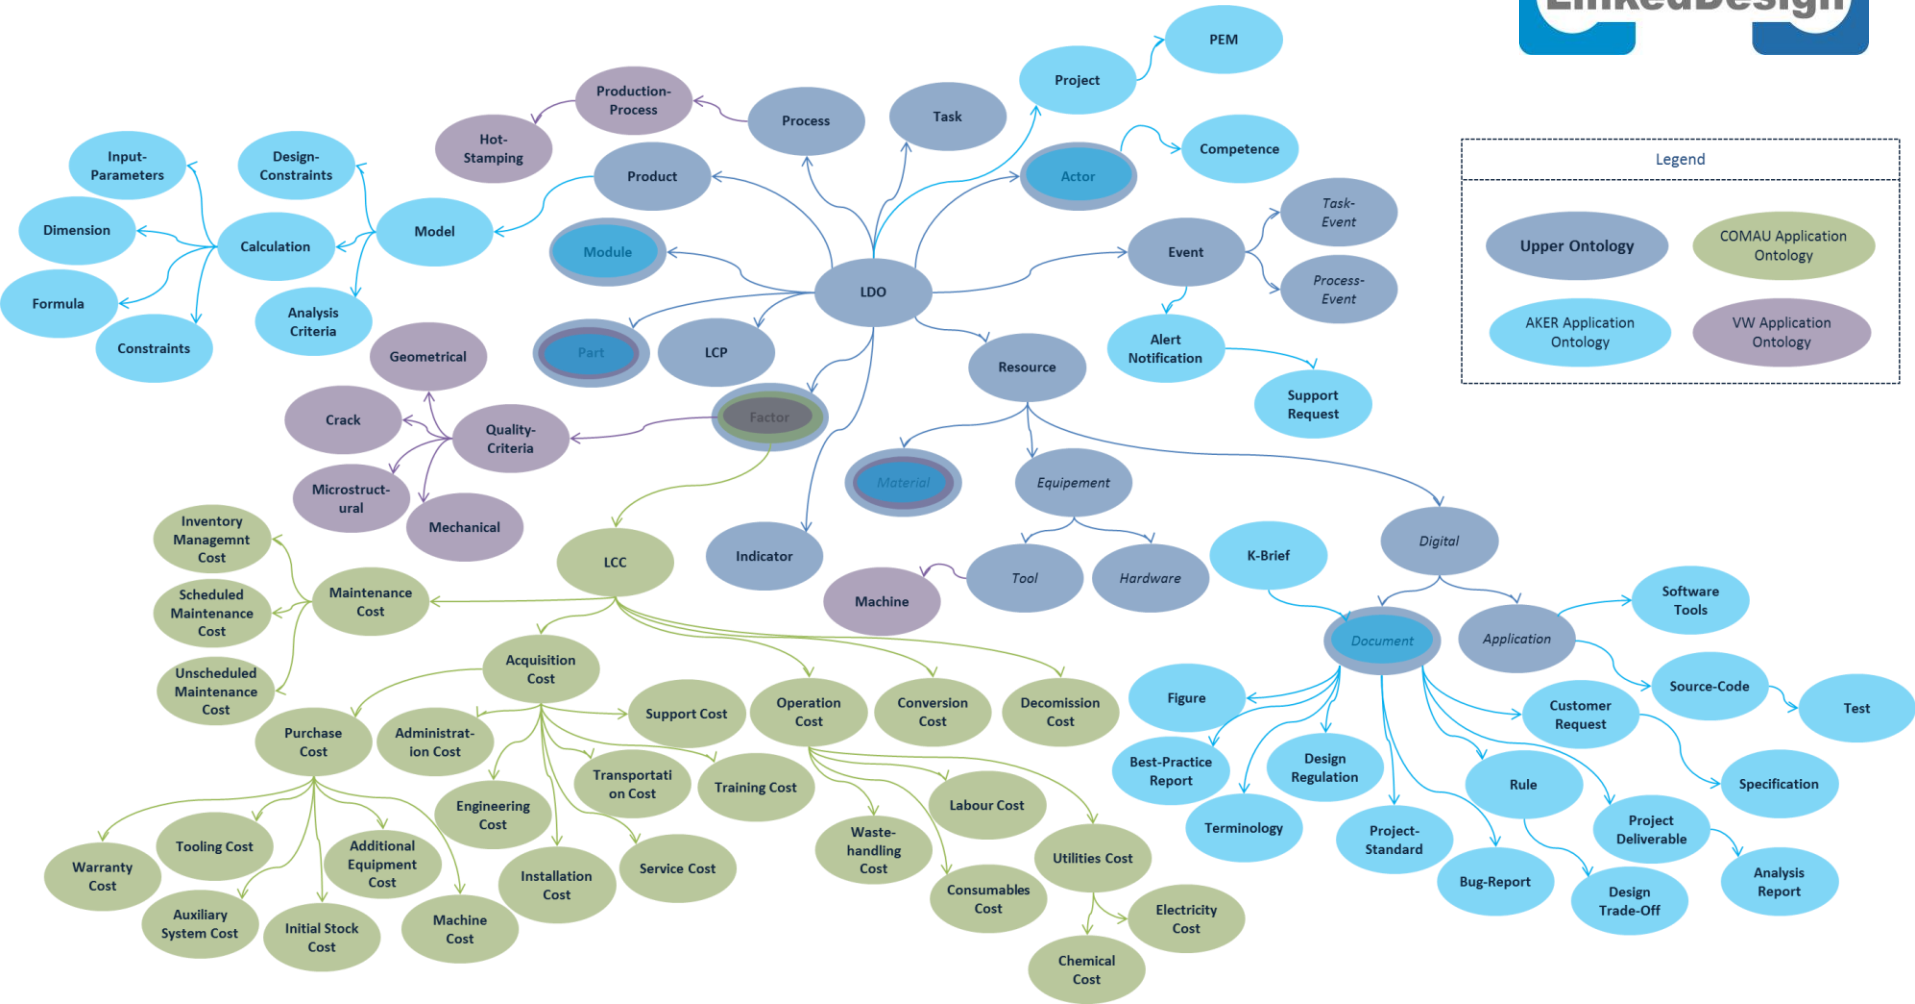 LinkedDesign
PEM
Project
Production-
Process
Task
Process
Hot-
Stamping
Competence
Input-
Parameters
Design-
Constraints
Product
Actor
Legend
Task-
Event
Dimension
Model
Calculation
Module
Event
Upper Ontology
COMAU Application
Ontology
Process-
Event
LDO
Formula
Analysis
Criteria
AKER Application
Ontology
VW Application
Ontology
Constraints
Geometrical
Part
LCP
Alert
Notification
Resource
Support
Request
Crack
Factor
Quality-
Criteria
Microstruct-
ural
Mechanical
Material
Equipement
Inventory
Managemnt
Cost
Digital
LCC
Indicator
K-Brief
Tool
Hardware
Scheduled
Maintenance
Cost
Maintenance
Cost
Machine
Software
Tools
Document
Application
Unscheduled
Maintenance
Cost
Acquisition
Cost
Source-Code
Figure
Test
Purchase
Cost
Administrat-
ion Cost
Support Cost
Operation
Cost
Conversion
Cost
Decomission
Cost
Customer
Request
Best-Practice
Report
Design
Regulation
Rule
Specification
Transportati
on Cost
Training Cost
Engineering
Cost
Labour Cost
Terminology
Project-
Standard
Project
Deliverable
Warranty
Cost
Tooling Cost
Additional
Equipment
Cost
Installation
Cost
Service Cost
Waste-
handling
Cost
Utilities Cost
Consumables
Cost
Bug-Report
Design
Trade-Off
Analysis
Report
Auxiliary
System Cost
Initial Stock
Cost
Machine
Cost
Electricity
Cost
Chemical
Cost